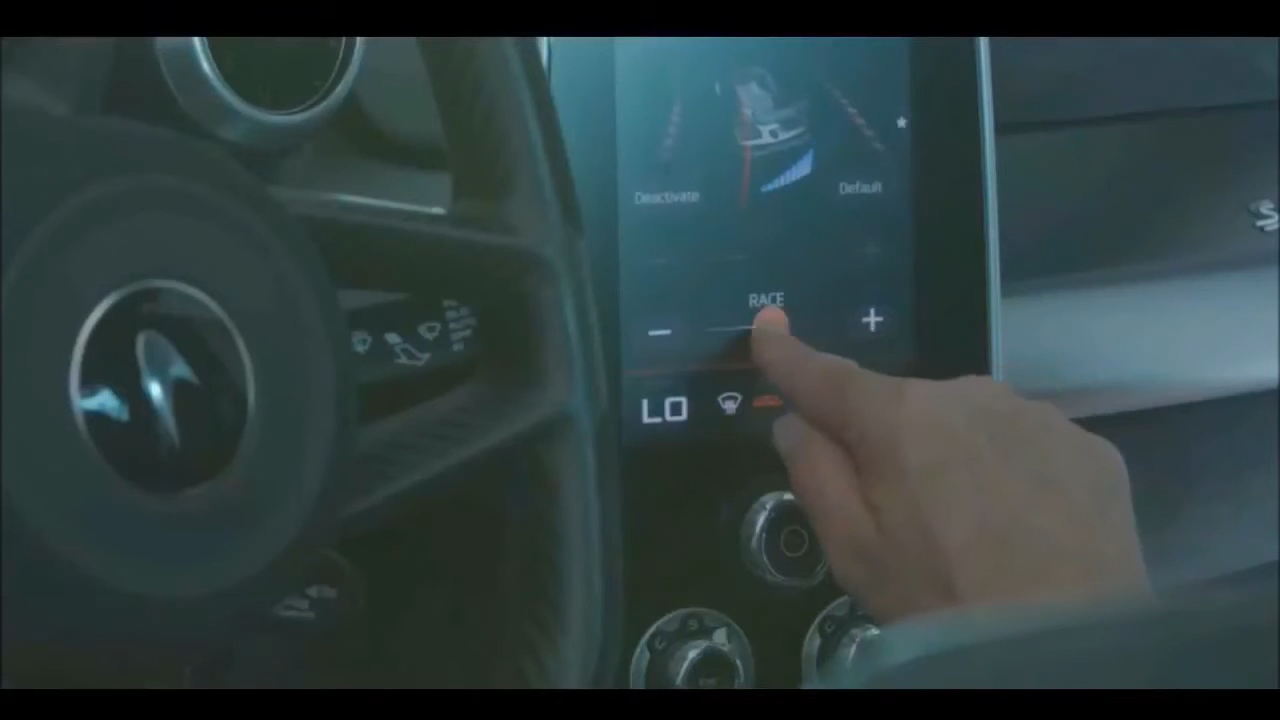 Deactivate
Default
RACE
− +
LO
S